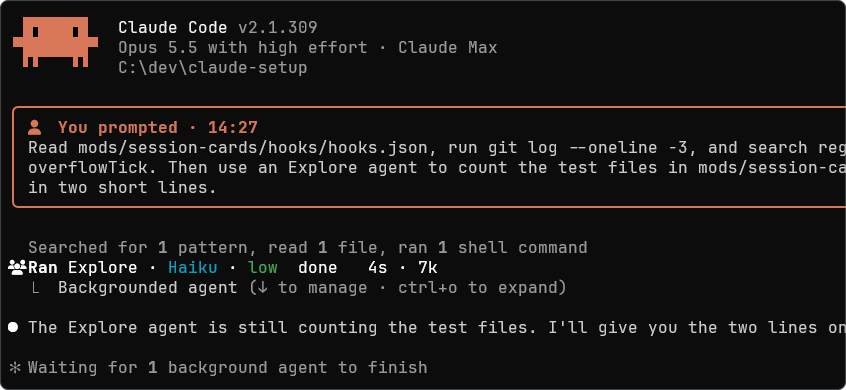 Claude Code v2.1.309
Opus 5.5 with high effort · Claude Max
C:\dev\claude-setup
You prompted · 14:27
Read mods/session-cards/hooks/hooks.json, run git log --oneline -3, and search reg
overflowTick. Then use an Explore agent to count the test files in mods/session-ca
in two short lines.
Searched for 1 pattern, read 1 file, ran 1 shell command
Ran Explore · Haiku · low done 4s · 7k
└ Backgrounded agent (↓ to manage · ctrl+o to expand)
● The Explore agent is still counting the test files. I'll give you the two lines on
✻ Waiting for 1 background agent to finish